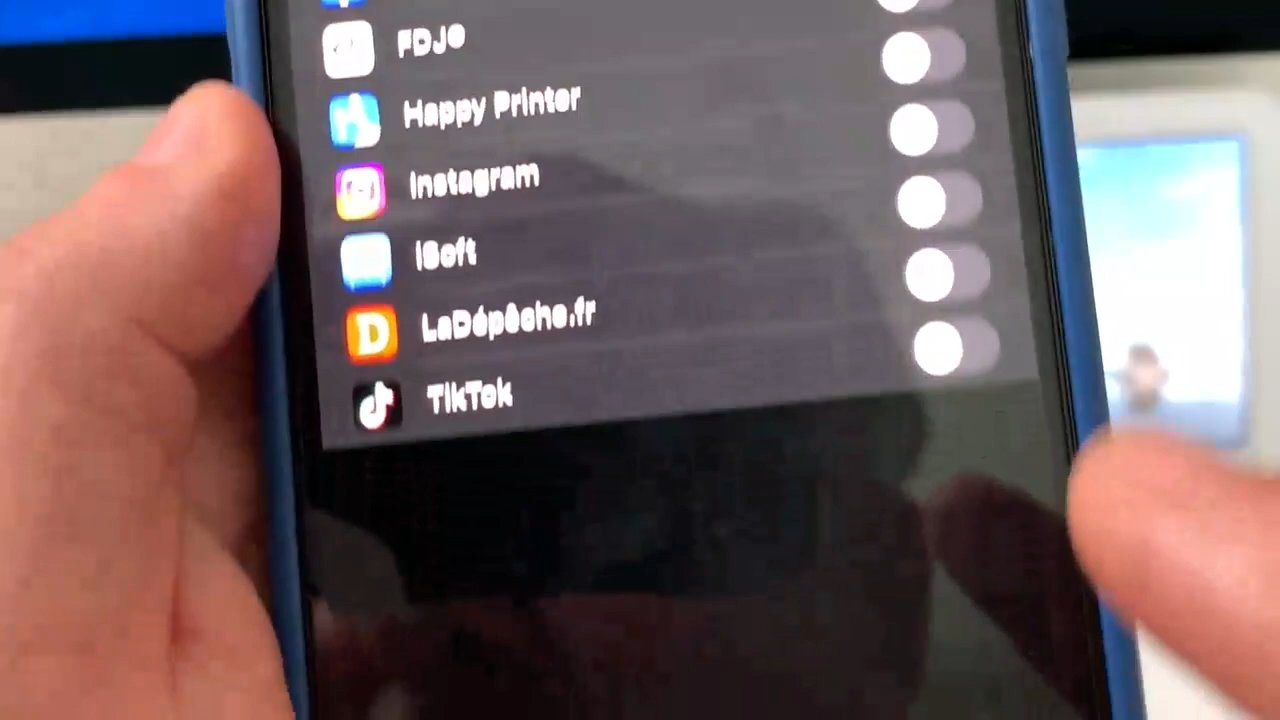 FDJ®
Happy Printer
Instagram
iSoft
LaDépêche.fr
TikTok